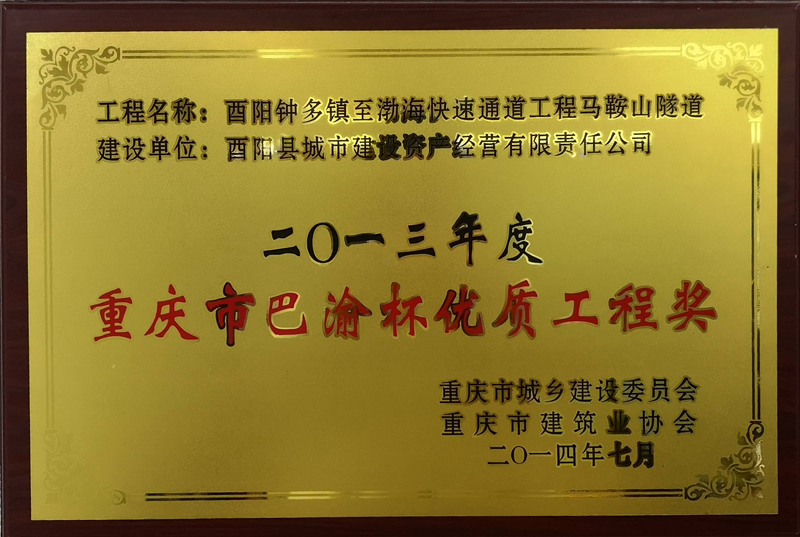 工程名称：酉阳钟多镇至渤海快速通道工程马鞍山隧道
建设单位：酉阳县城市建设资产经营有限责任公司
二〇一三年度
重庆市巴渝杯优质工程奖
重庆市城乡建设委员会
重庆市建筑业协会
二〇一四年七月